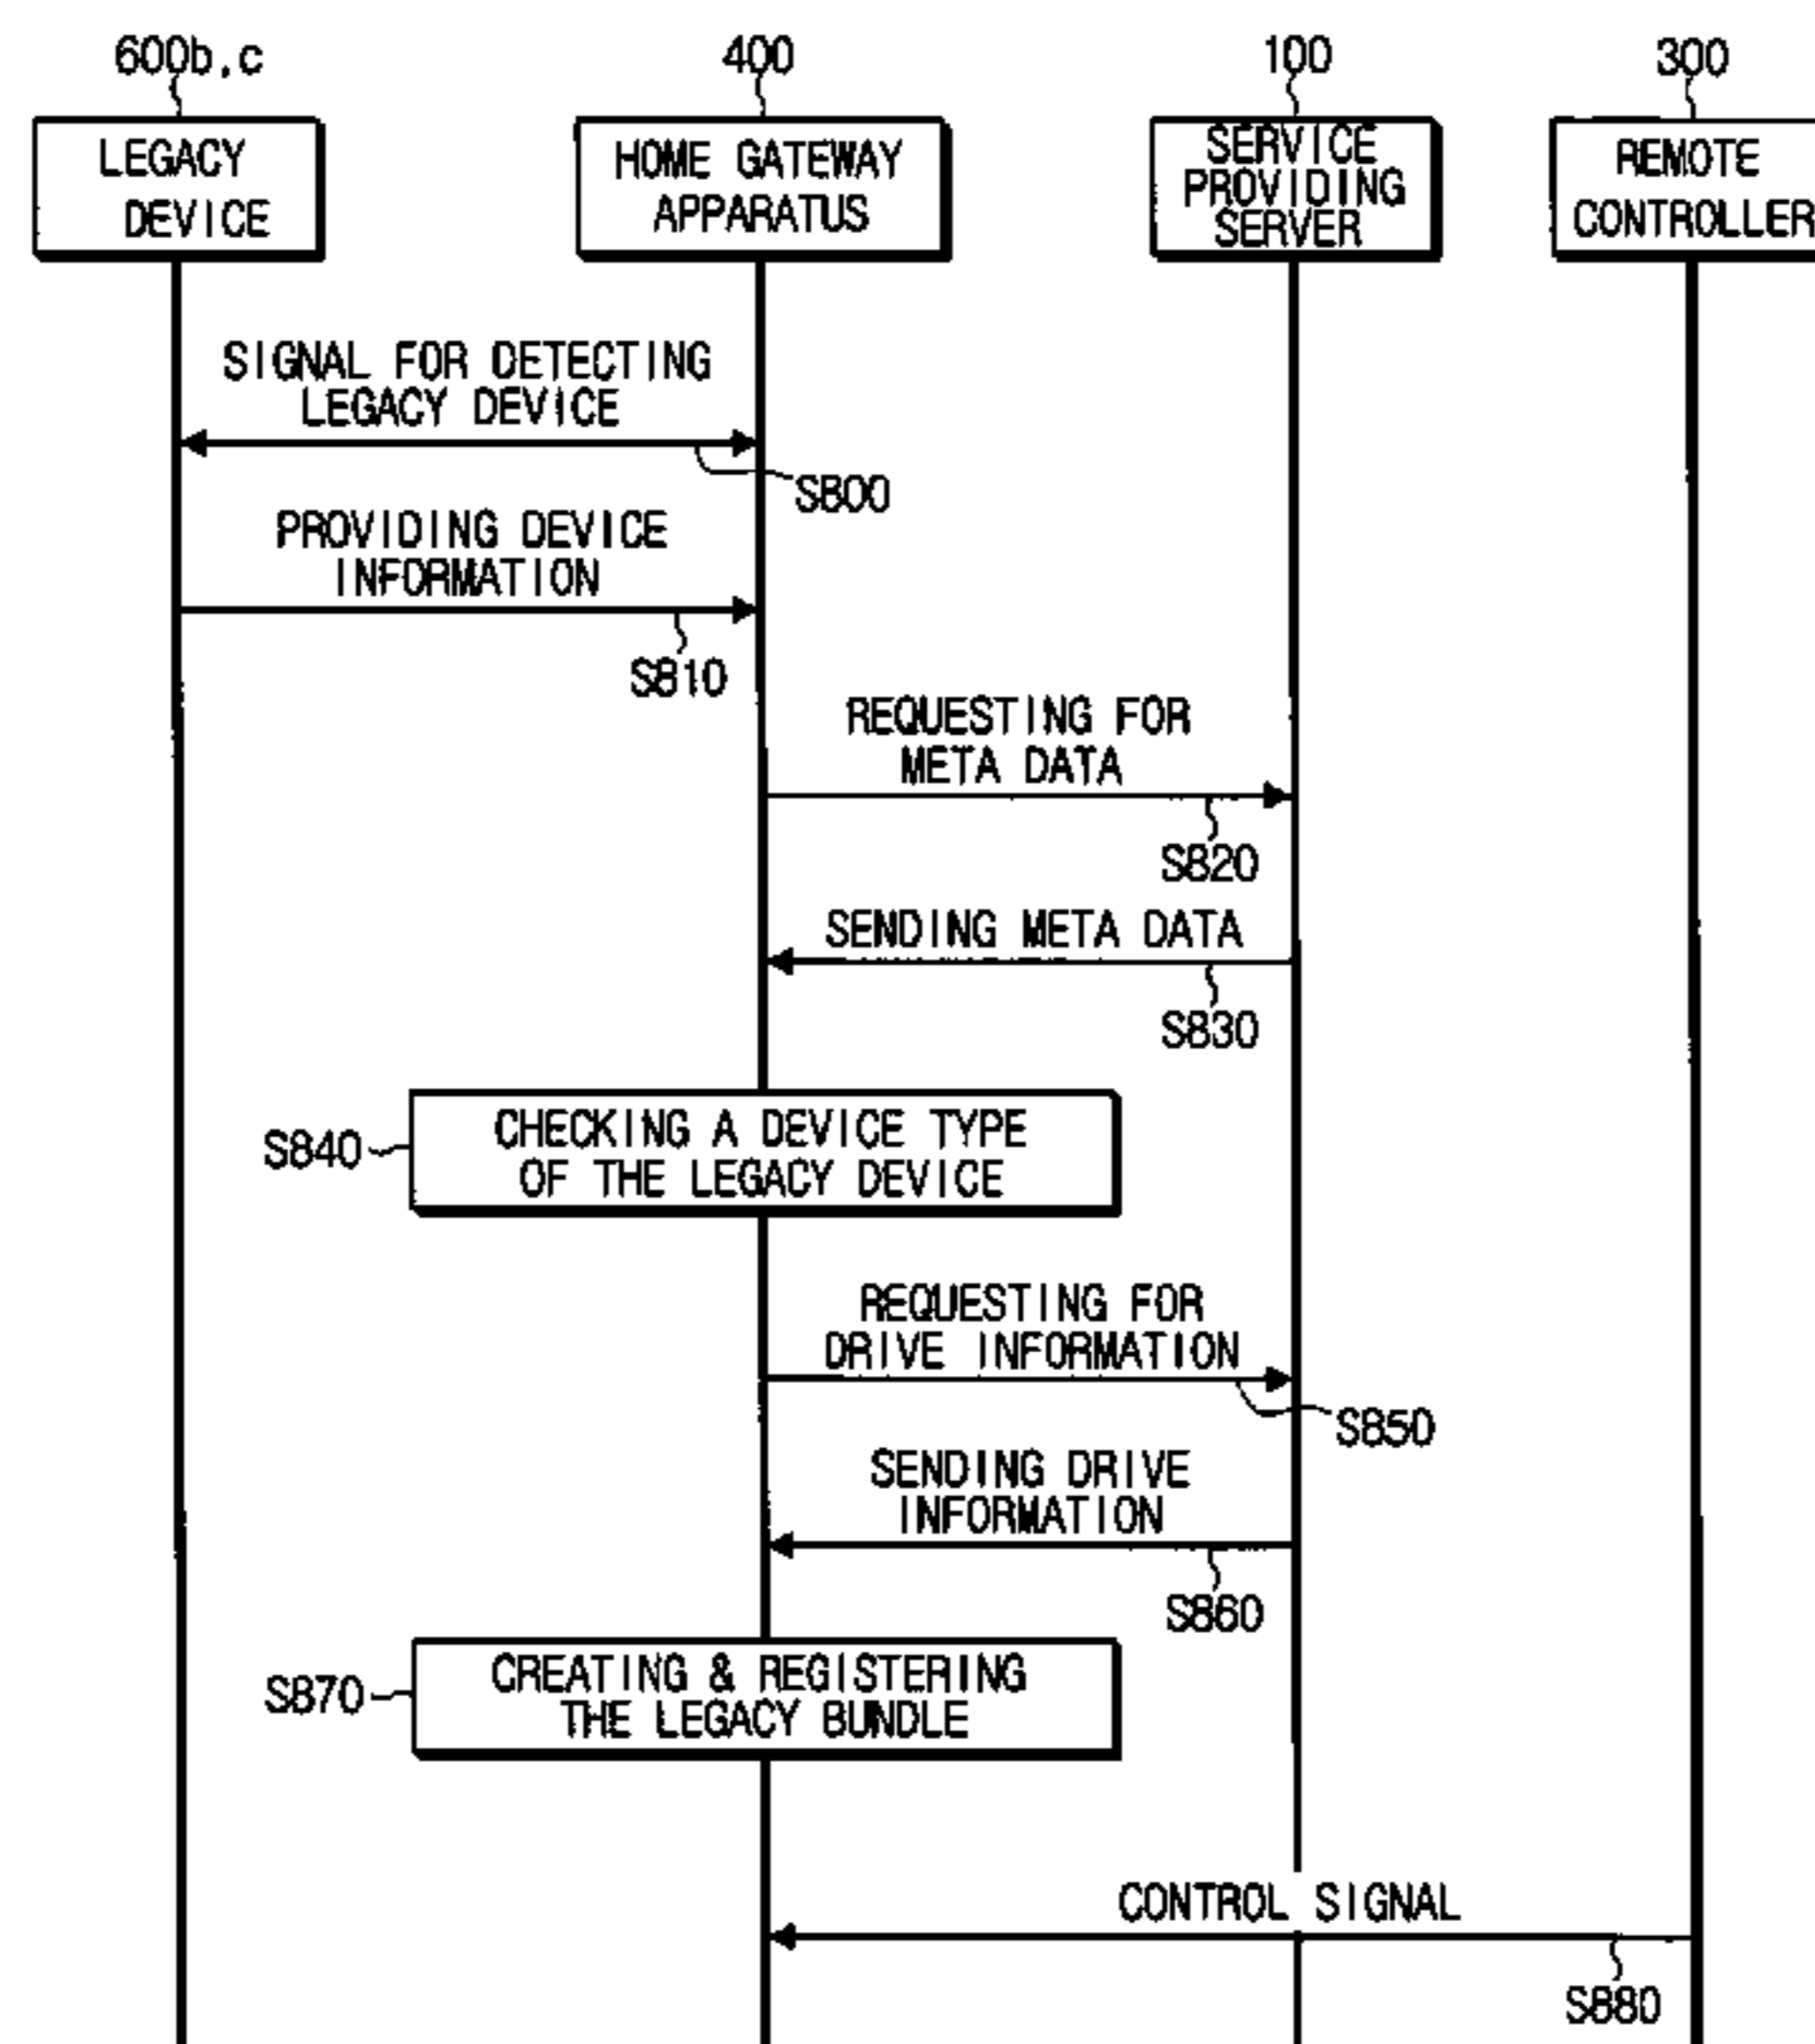 600b,c
400
100
300
LEGACY
DEVICE
HOME GATEWAY
APPARATUS
SERVICE
PROVIDING
SERVER
REMOTE
CONTROLLER
SIGNAL FOR DETECTING
LEGACY DEVICE
S800
PROVIDING DEVICE
INFORMATION
S810
REQUESTING FOR
META DATA
S820
SENDING META DATA
S830
S840
CHECKING A DEVICE TYPE
OF THE LEGACY DEVICE
REQUESTING FOR
DRIVE INFORMATION
S850
SENDING DRIVE
INFORMATION
S860
S870
CREATING & REGISTERING
THE LEGACY BUNDLE
CONTROL SIGNAL
S880